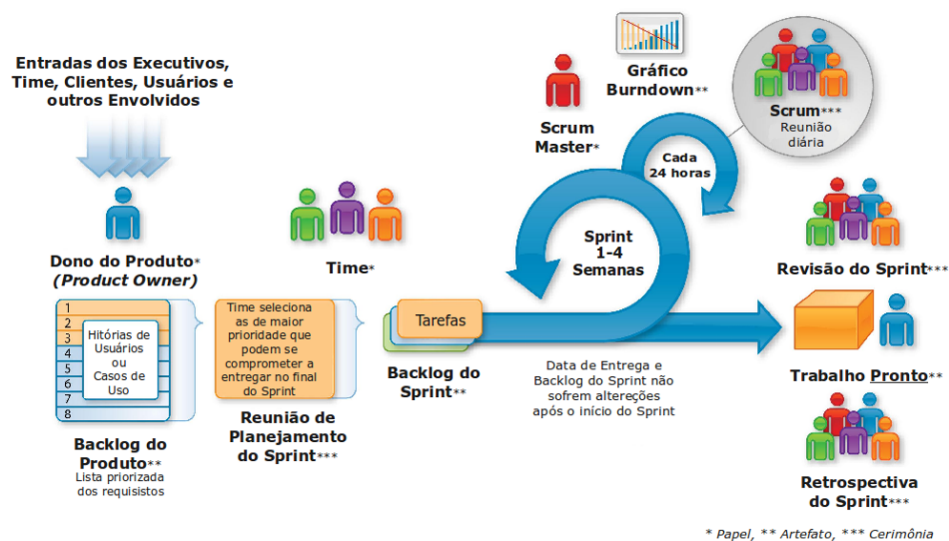 Entradas dos Executivos,
Time, Clientes, Usuários e
outros Envolvidos
Dono do Produto*
(Product Owner)
1
2
3
4
5
6
7
8
Hitórias de
Usuários
ou
Casos de
Uso
Backlog do
Produto**
Lista priorizada
dos requisistos
Time*
Time seleciona
as de maior
prioridade que
podem se
comprometer a
entregar no final
do Sprint
Reunião de
Planejamento
do Sprint***
Tarefas
Backlog do
Sprint**
Scrum
Master*
Gráfico
Burndown**
Cada
24 horas
Sprint
1-4
Semanas
Data de Entrega e
Backlog do Sprint não
sofrem altereções
após o início do Sprint
Scrum***
Reunião
diária
Revisão do Sprint***
Trabalho Pronto**
Retrospectiva
do Sprint***
* Papel, ** Artefato, *** Cerimônia